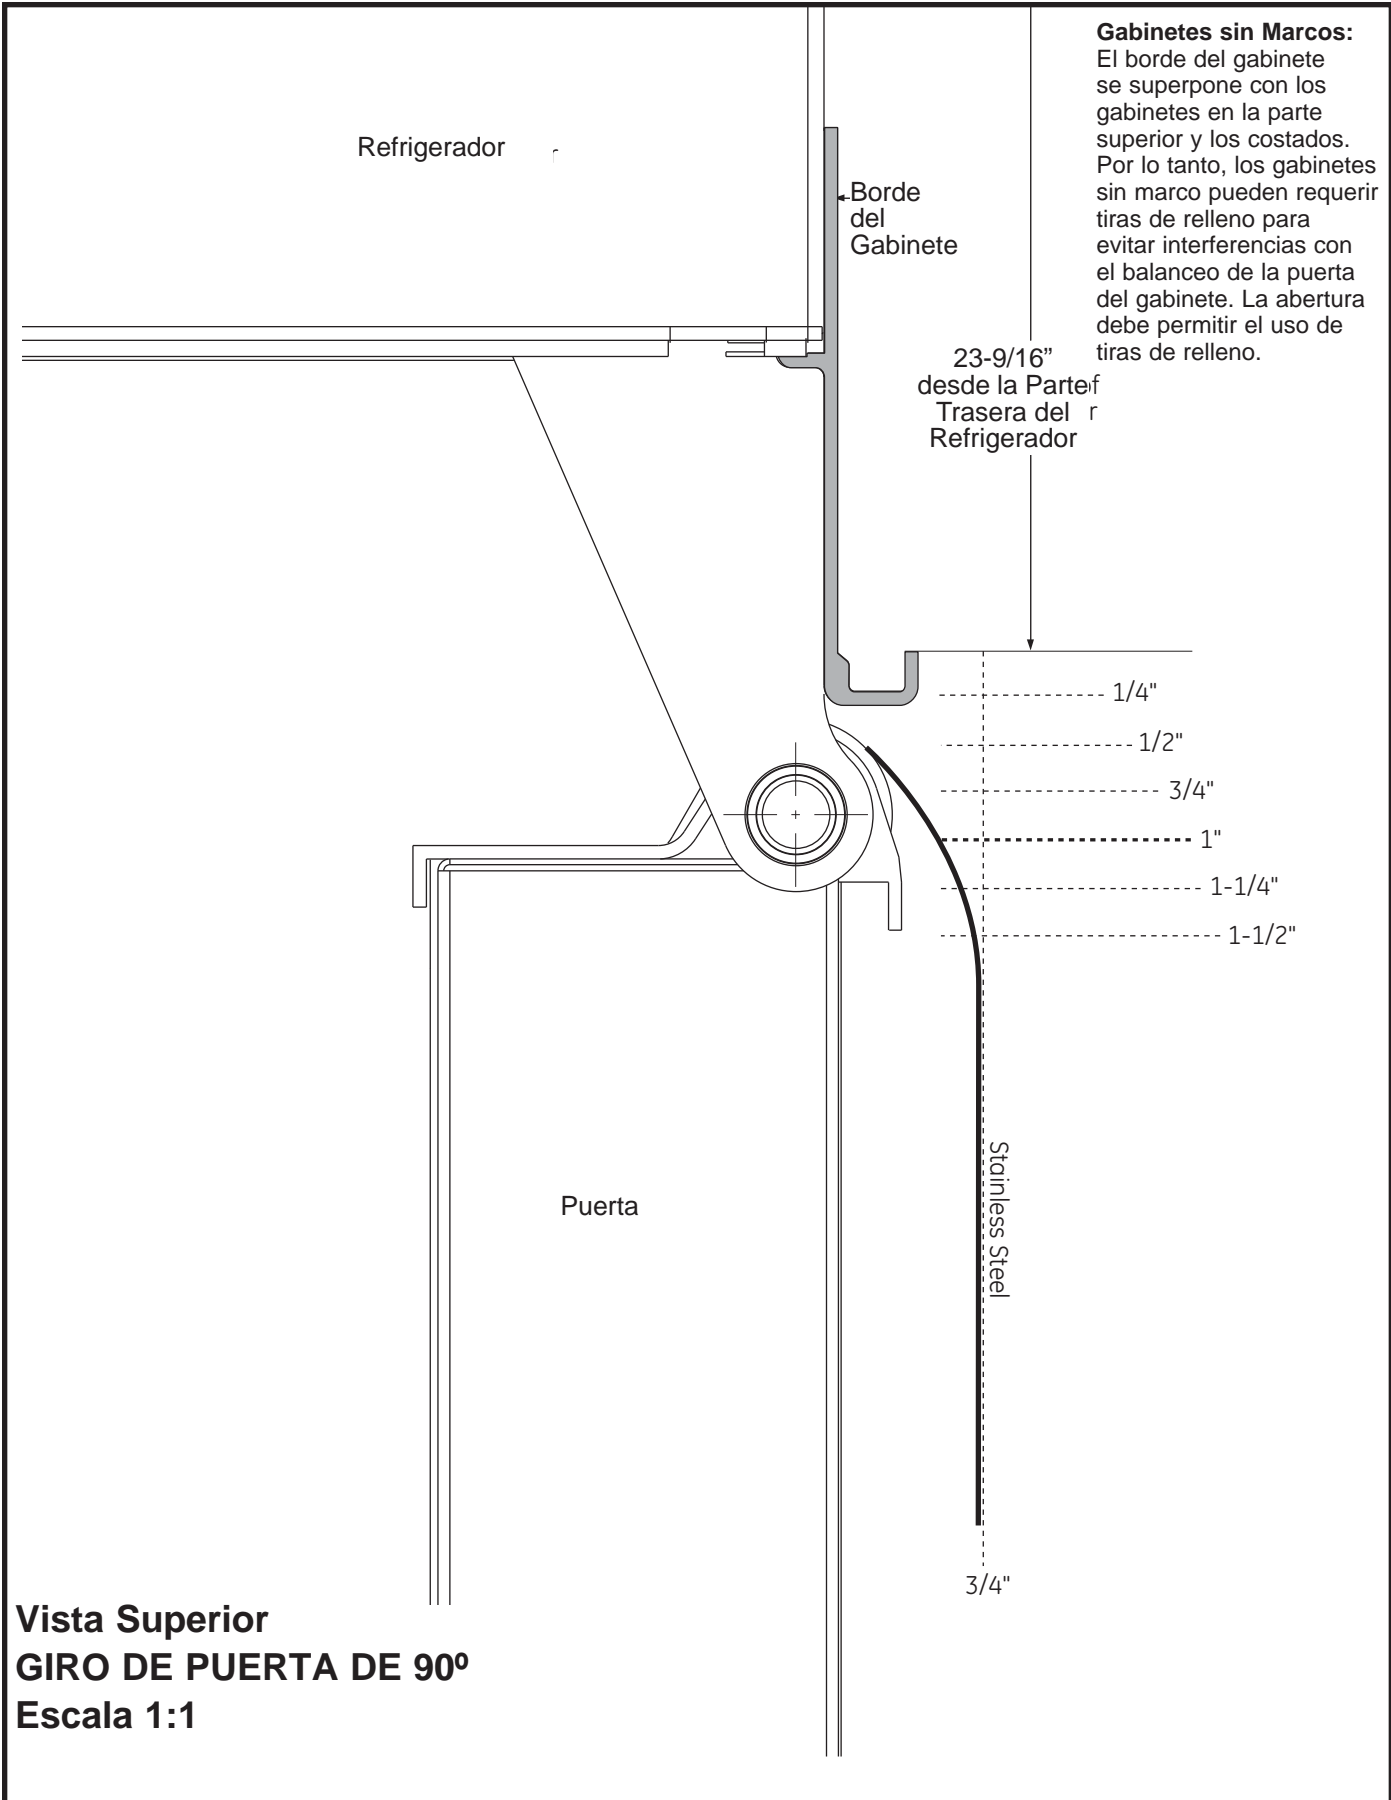 Gabinetes sin Marcos:
El borde del gabinete
se superpone con los
gabinetes en la parte
superior y los costados.
Por lo tanto, los gabinetes
sin marco pueden requerir
tiras de relleno para
evitar interferencias con
el balanceo de la puerta
del gabinete. La abertura
debe permitir el uso de
tiras de relleno.
Refrigerador
Borde
del
Gabinete
23-9/16”
desde la Parte
Trasera del
Refrigerador
1/4"
1/2"
3/4"
1"
1-1/4"
1-1/2"
Stainless Steel
Puerta
3/4"
Vista Superior
GIRO DE PUERTA DE 90º
Escala 1:1